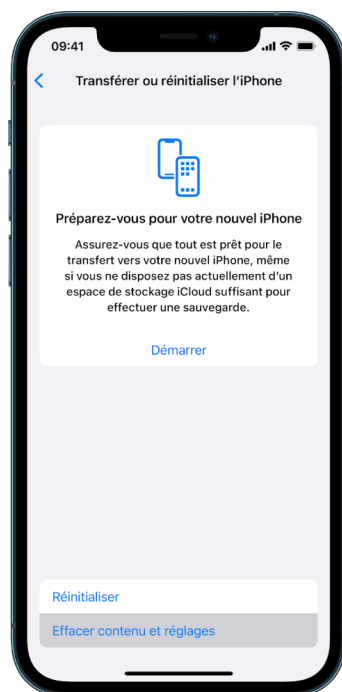 09:41
Transférer ou réinitialiser l’iPhone
Préparez-vous pour votre nouvel iPhone
Assurez-vous que tout est prêt pour le
transfert vers votre nouvel iPhone, même
si vous ne disposez pas actuellement d’un
espace de stockage iCloud suffisant pour
effectuer une sauvegarde.
Démarrer
Réinitialiser
Effacer contenu et réglages